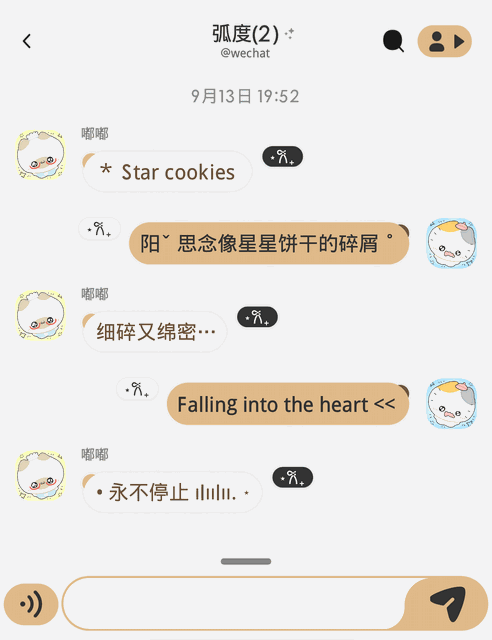 弧度(2)
@wechat
9月13日 19:52
嘟嘟
* Star cookies
阳ˇ 思念像星星饼干的碎屑 °
嘟嘟
细碎又绵密…
Falling into the heart <<
嘟嘟
• 永不停止 ılıılıı. ⋆